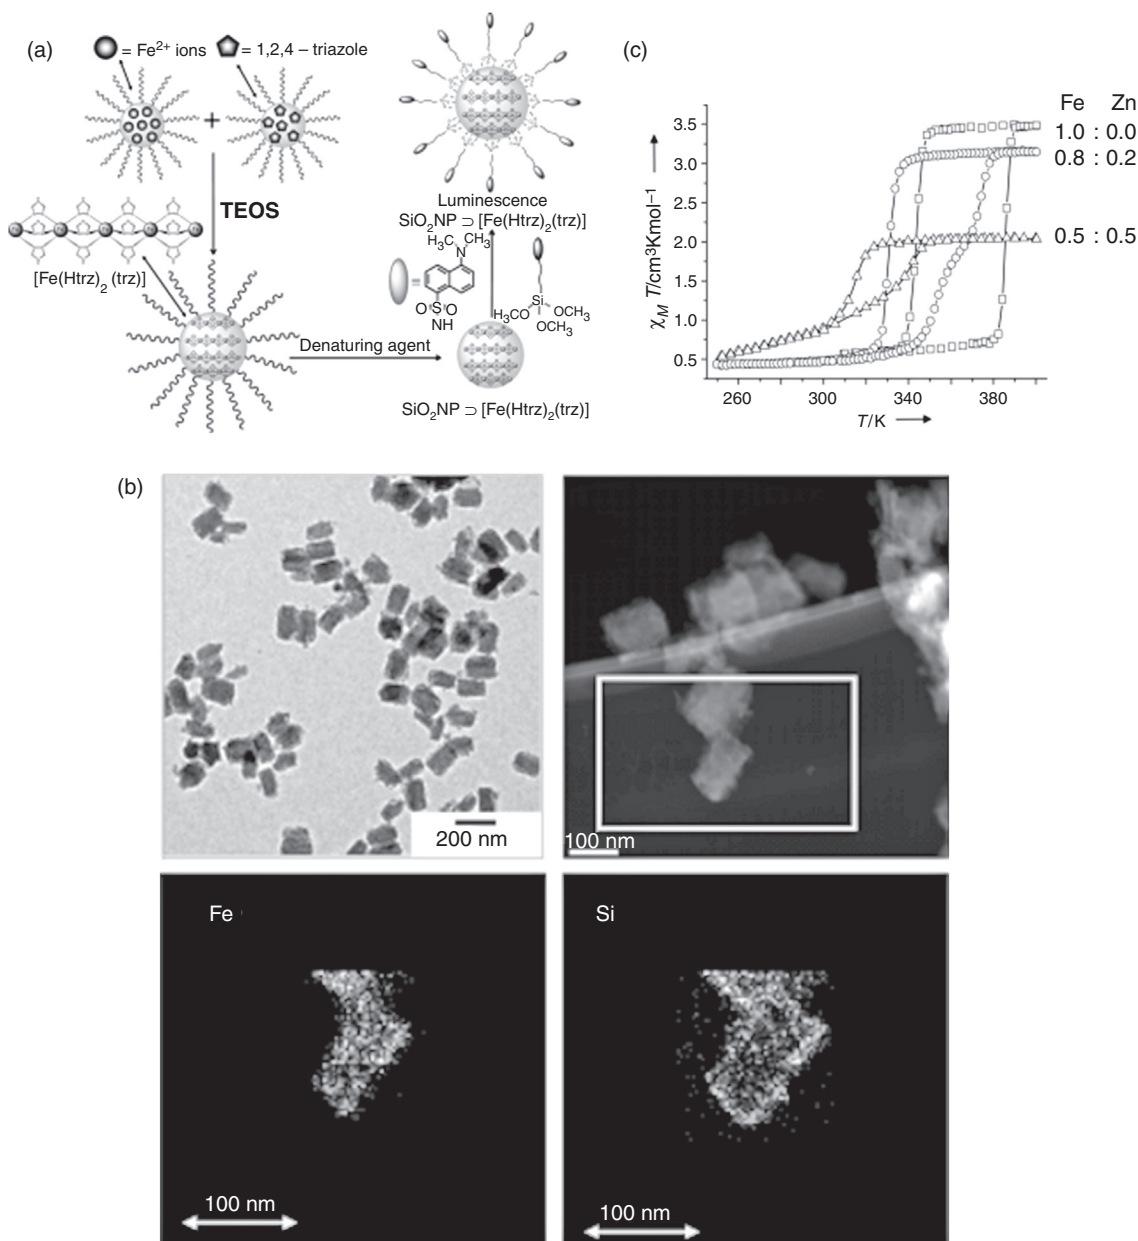 (a)
= Fe²⁺ ions
= 1,2,4 – triazole
+
TEOS
[Fe(Htrz)₂ (trz)]
Denaturing agent
Luminescence
SiO₂NP ⊃ [Fe(Htrz)₂(trz)]
H₃C
CH₃
N
=
O
S
O
NH
Si
H₃CO
OCH₃
OCH₃
SiO₂NP ⊃ [Fe(Htrz)₂(trz)]
(c)
Fe Zn
1.0 : 0.0
0.8 : 0.2
0.5 : 0.5
3.5
3.0
2.5
2.0
1.5
1.0
0.5
χM T/cm³Kmol⁻¹
260 300 340 380
T/K
(b)
200 nm
100 nm
Fe
Si
100 nm
100 nm